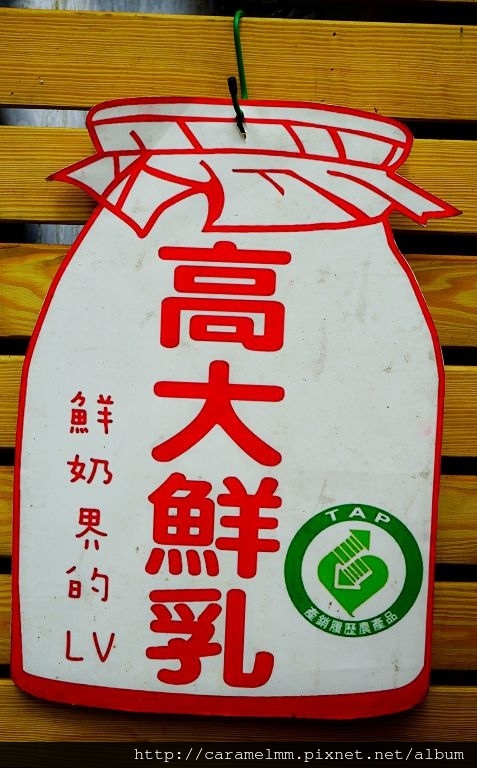 高大鮮乳
鮮奶界的LV
TAP
產銷履歷農產品
http://caramelmm.pixnet.net/album